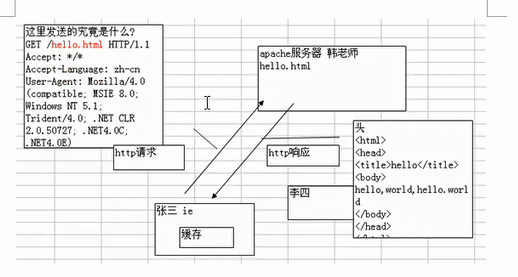 这里发送的究竟是什么?
GET /hello.html HTTP/1.1
Accept: */*
Accept-Language: zh-cn
User-Agent: Mozilla/4.0
(compatible; MSIE 8.0;
Windows NT 5.1;
Trident/4.0; .NET CLR
2.0.50727; .NET4.0C;
.NET4.0E)
http请求
apache服务器 韩老师
hello.html
http响应
头
<html>
<head>
<title>hello</title>
<body>
hello,world,hello.worl
d
</body>
</head>
李四
张三 ie
缓存